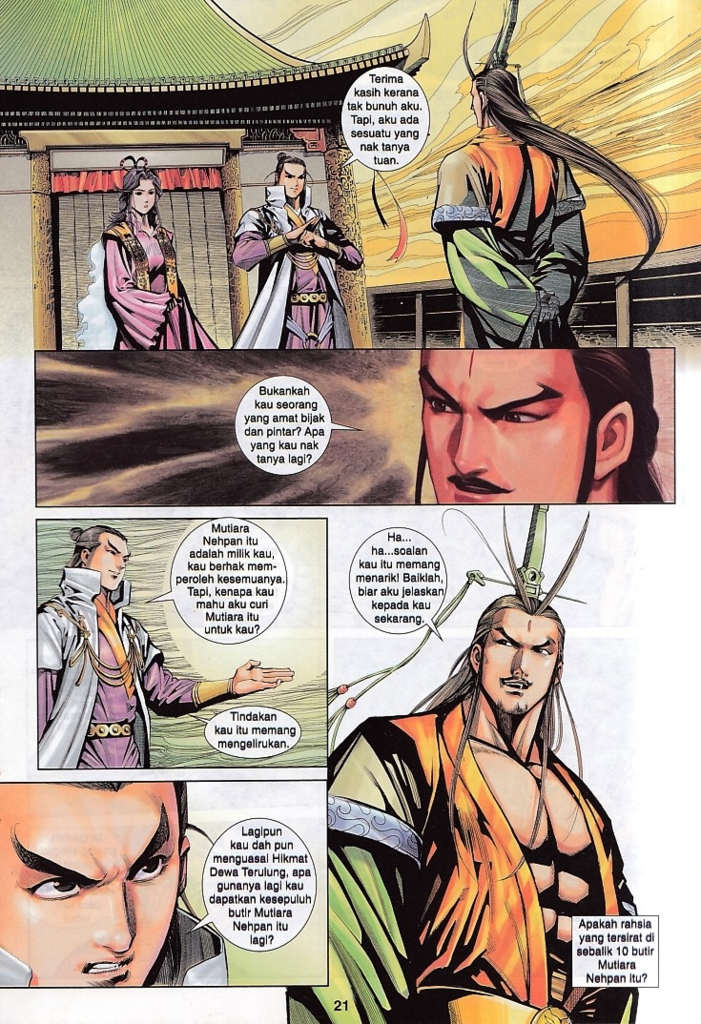 Terima
kasih kerana
tak bunuh aku.
Tapi, aku ada
sesuatu yang
nak tanya
tuan.
Bukankah
kau seorang
yang amat bijak
dan pintar? Apa
yang kau nak
tanya lagi?
Mutiara
Nehpan itu
adalah milik kau,
kau berhak mem-
peroleh kesemuanya.
Tapi, kenapa kau
mahu aku curi
Mutiara itu
untuk kau?
Tindakan
kau itu memang
mengelirukan.
Ha...
ha...soalan
kau itu memang
menarik! Baiklah,
biar aku jelaskan
kepada kau
sekarang.
Lagipun
kau dah pun
menguasai Hikmat
Dewa Terulung, apa
gunanya lagi kau
dapatkan kesepuluh
butir Mutiara
Nehpan itu
lagi?
Apakah rahsia
yang tersirat di
sebalik 10 butir
Mutiara
Nehpan itu?
21